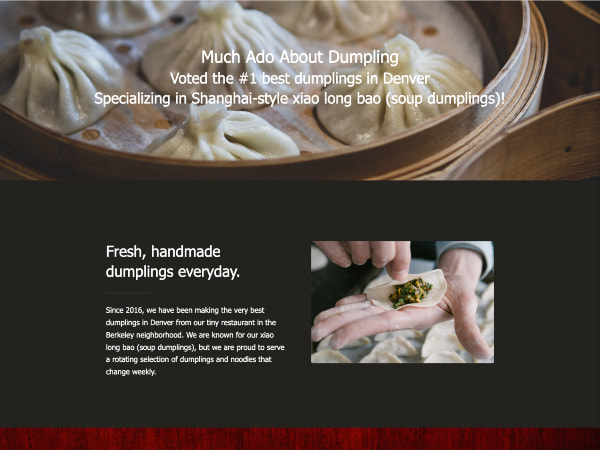 Much Ado About Dumpling
Voted the #1 best dumplings in Denver
Specializing in Shanghai-style xiao long bao (soup dumplings)!
Fresh, handmade
dumplings everyday.
Since 2016, we have been making the very best
dumplings in Denver from our tiny restaurant in the
Berkeley neighborhood. We are known for our xiao
long bao (soup dumplings), but we are proud to serve
a rotating selection of dumplings and noodles that
change weekly.